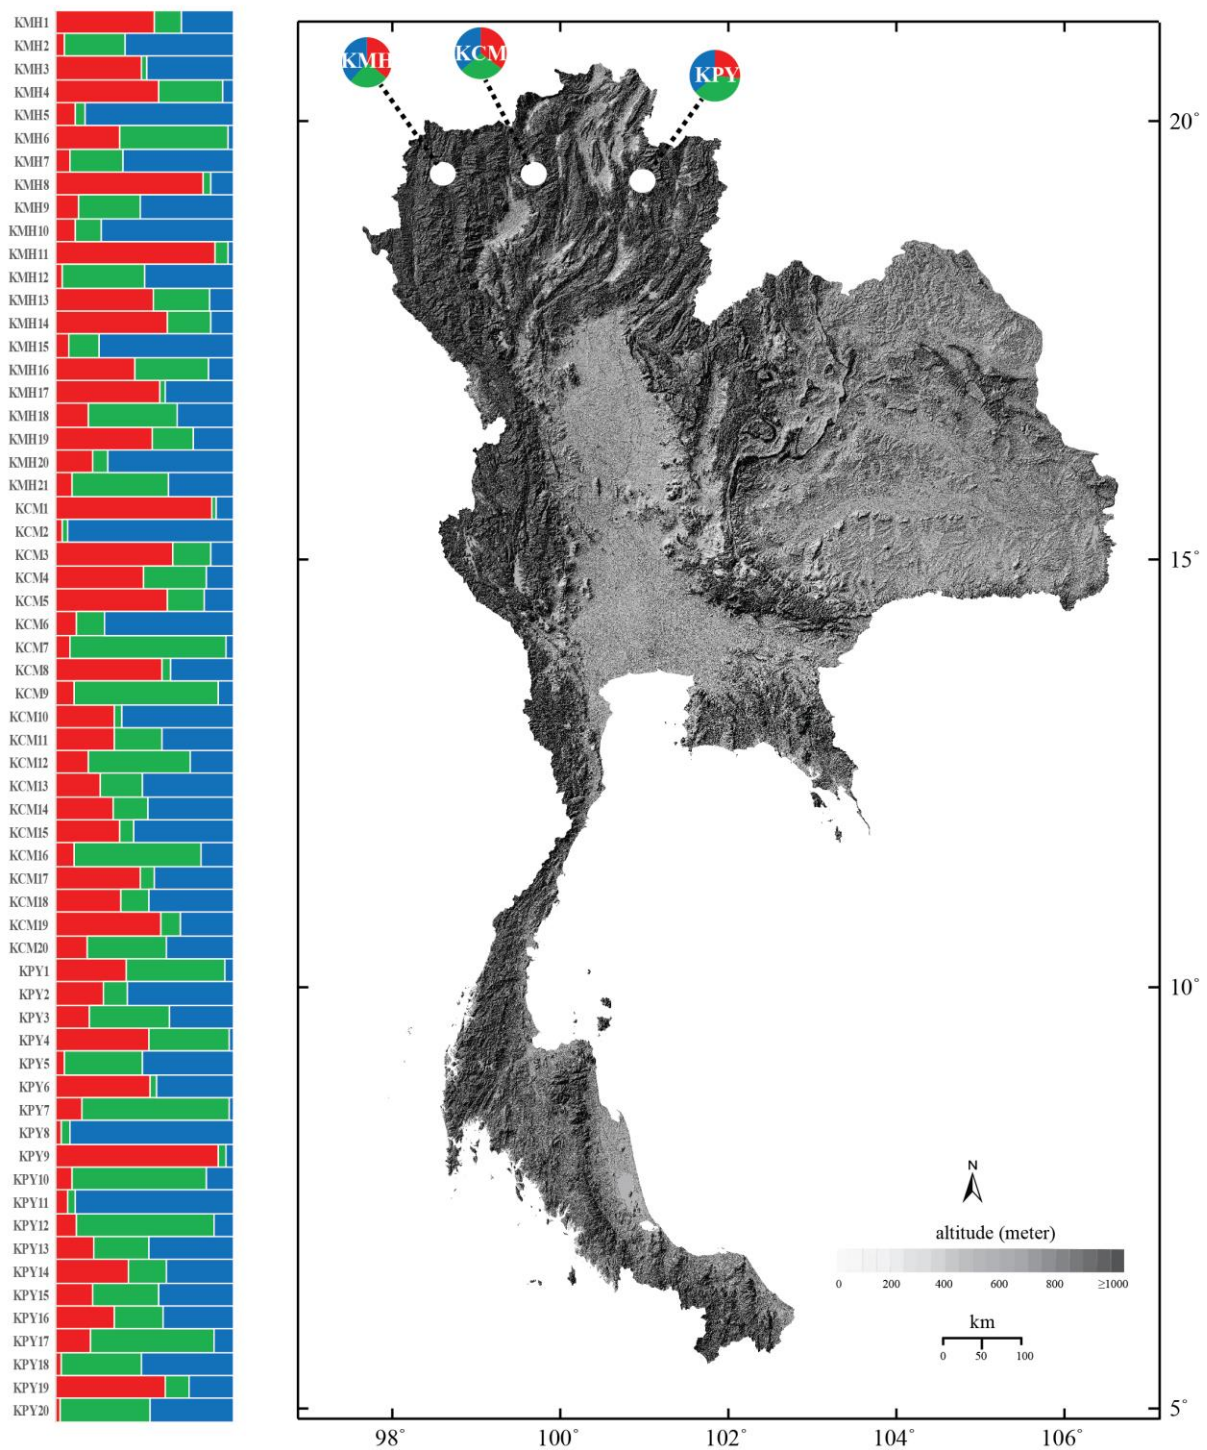 KMH1
KMH2
KMH3
KMH4
KMH5
KMH6
KMH7
KMH8
KMH9
KMH10
KMH11
KMH12
KMH13
KMH14
KMH15
KMH16
KMH17
KMH18
KMH19
KMH20
KMH21
KCM1
KCM2
KCM3
KCM4
KCM5
KCM6
KCM7
KCM8
KCM9
KCM10
KCM11
KCM12
KCM13
KCM14
KCM15
KCM16
KCM17
KCM18
KCM19
KCM20
KPY1
KPY2
KPY3
KPY4
KPY5
KPY6
KPY7
KPY8
KPY9
KPY10
KPY11
KPY12
KPY13
KPY14
KPY15
KPY16
KPY17
KPY18
KPY19
KPY20
KMH KCM KPY
20°
15°
10°
5°
N
altitude (meter)
0 200 400 600 800 ≥1000
km
0 50 100
98° 100° 102° 104° 106°